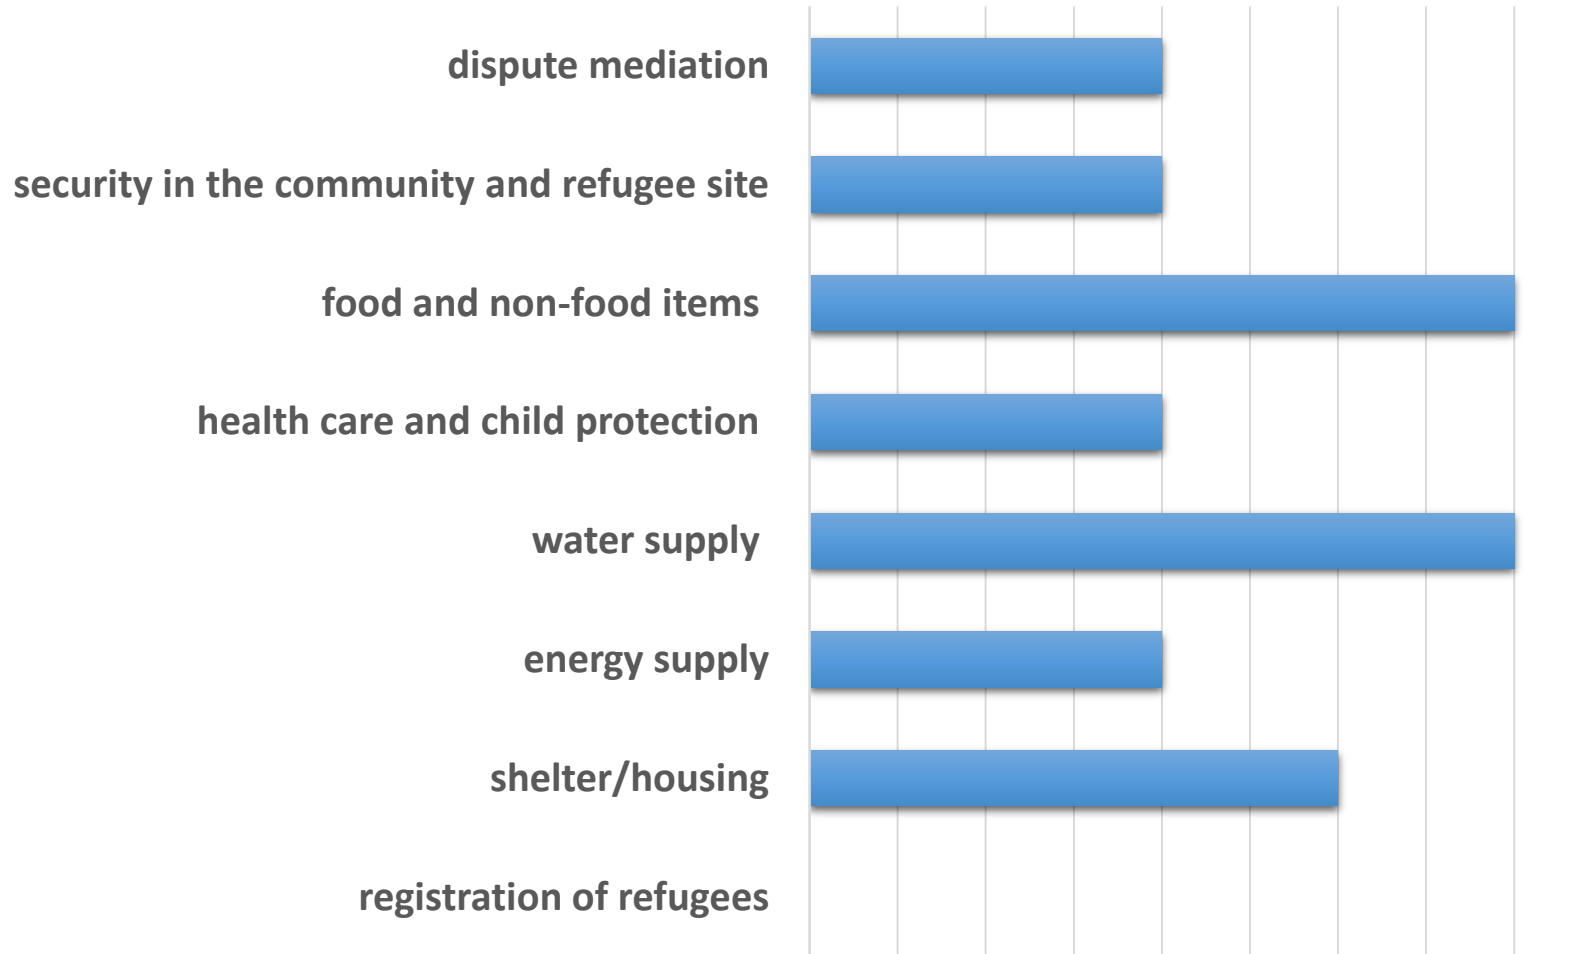 dispute mediation
security in the community and refugee site
food and non-food items
health care and child protection
water supply
energy supply
shelter/housing
registration of refugees